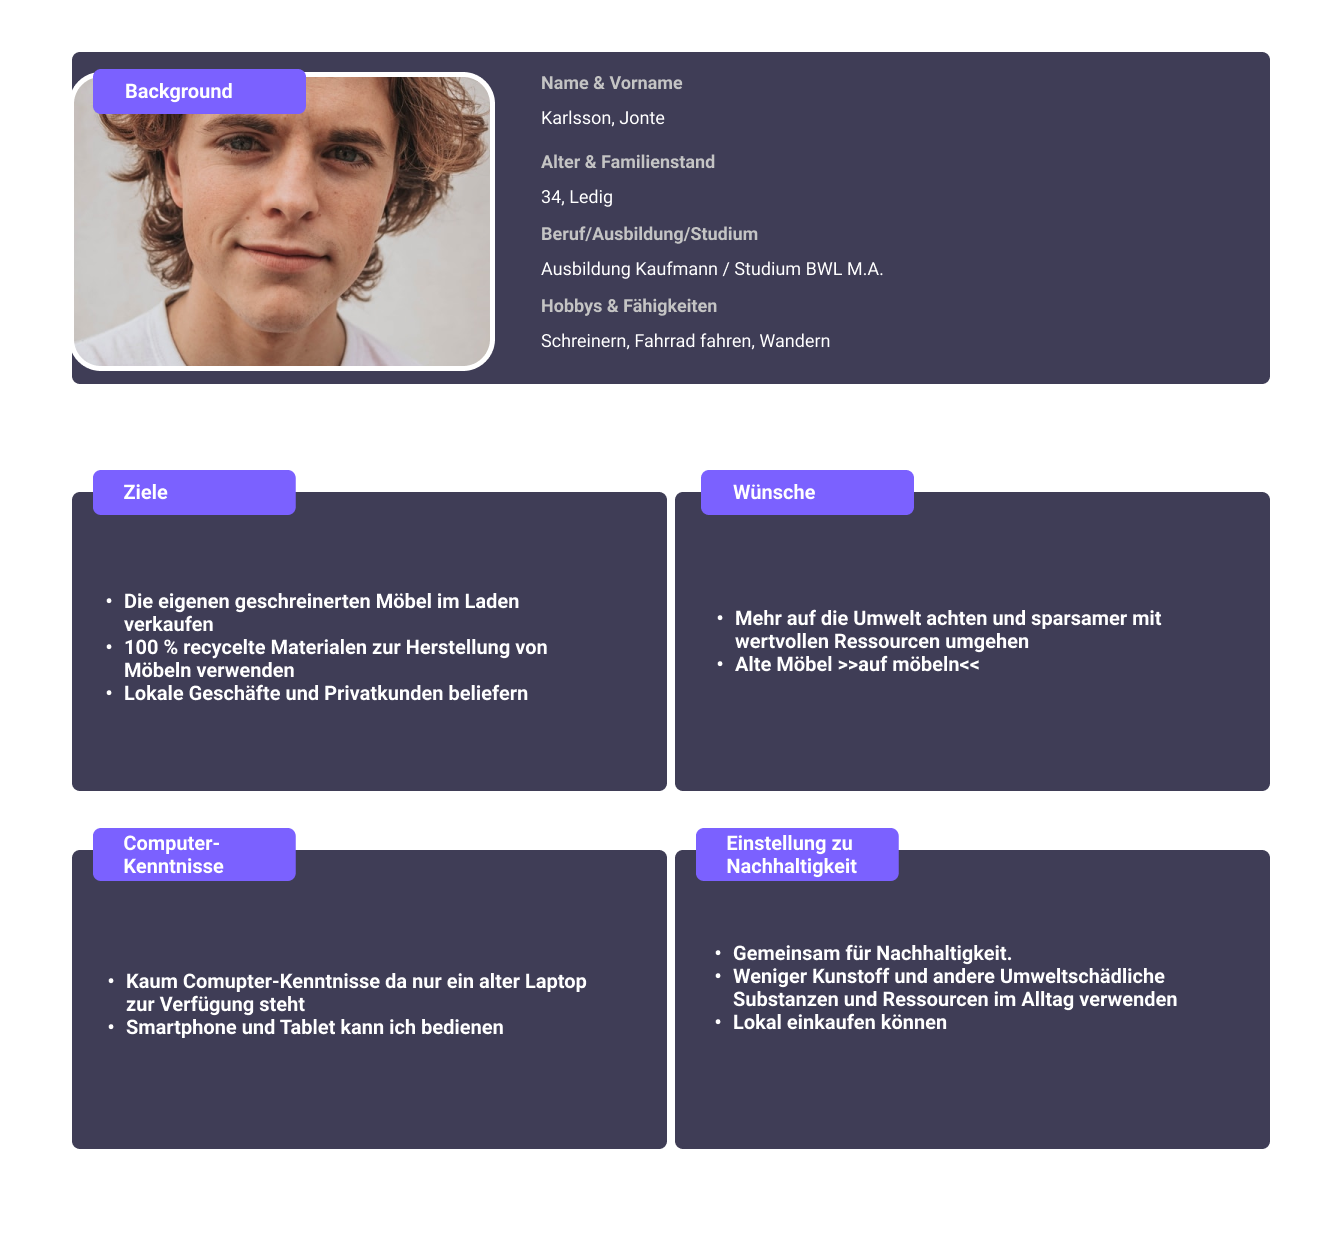 Background
Name & Vorname
Karlsson, Jonte
Alter & Familienstand
34, Ledig
Beruf/Ausbildung/Studium
Ausbildung Kaufmann / Studium BWL M.A.
Hobbys & Fähigkeiten
Schreinern, Fahrrad fahren, Wandern
Ziele
• Die eigenen geschreinerten Möbel im Laden
verkaufen
• 100 % recycelte Materialen zur Herstellung von
Möbeln verwenden
• Lokale Geschäfte und Privatkunden beliefern
Wünsche
• Mehr auf die Umwelt achten und sparsamer mit
wertvollen Ressourcen umgehen
• Alte Möbel >>auf möbeln<<
Computer-
Kenntnisse
• Kaum Comupter-Kenntnisse da nur ein alter Laptop
zur Verfügung steht
• Smartphone und Tablet kann ich bedienen
Einstellung zu
Nachhaltigkeit
• Gemeinsam für Nachhaltigkeit.
• Weniger Kunstoff und andere Umweltschädliche
Substanzen und Ressourcen im Alltag verwenden
• Lokal einkaufen können